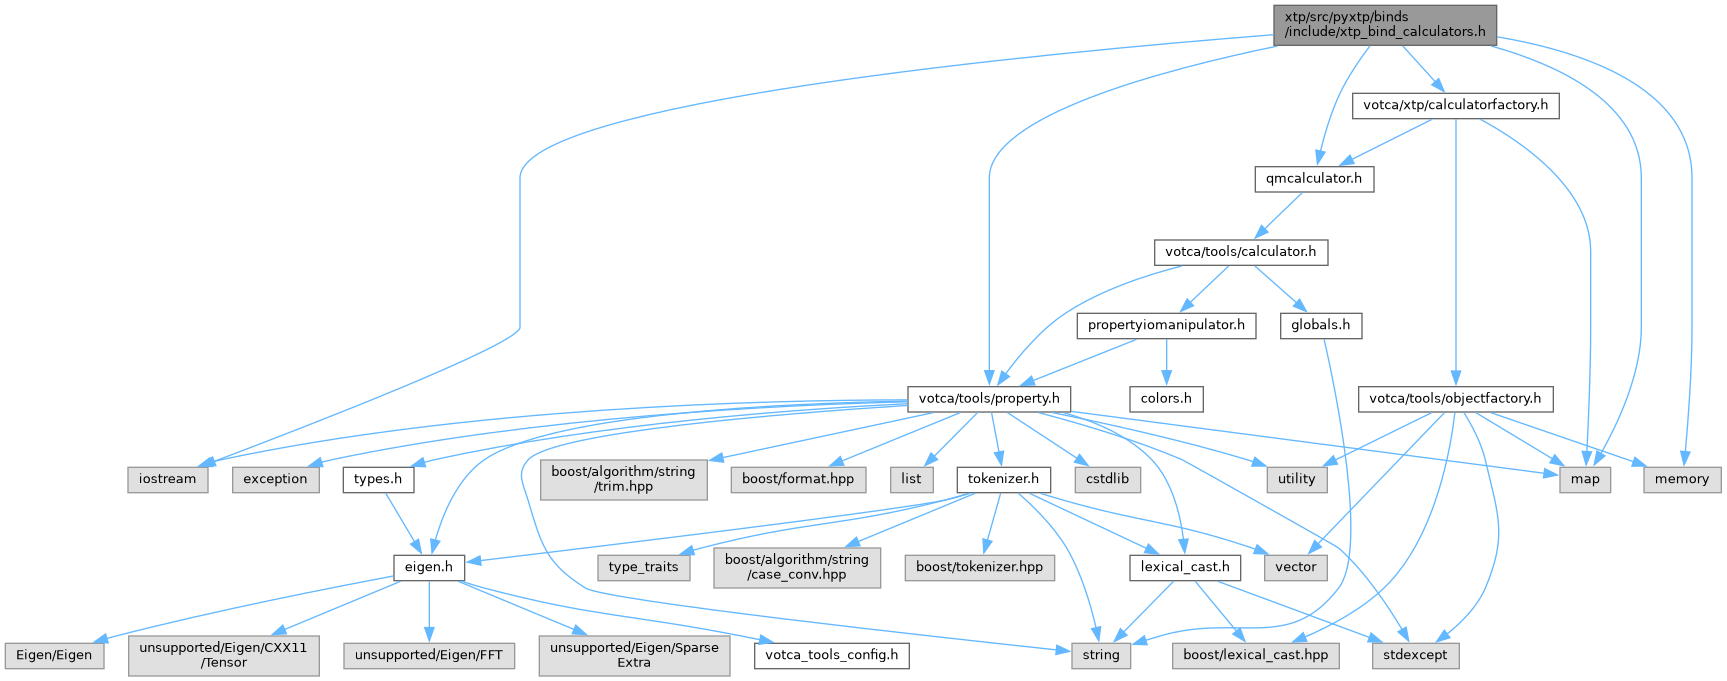 xtp/src/pyxtp/binds
/include/xtp_bind_calculators.h
votca/xtp/calculatorfactory.h
qmcalculator.h
votca/tools/calculator.h
propertyiomanipulator.h
globals.h
votca/tools/property.h
colors.h
votca/tools/objectfactory.h
iostream
exception
types.h
boost/algorithm/string
/trim.hpp
boost/format.hpp
list
tokenizer.h
cstdlib
utility
map
memory
eigen.h
type_traits
boost/algorithm/string
/case_conv.hpp
boost/tokenizer.hpp
lexical_cast.h
vector
Eigen/Eigen
unsupported/Eigen/CXX11
/Tensor
unsupported/Eigen/FFT
unsupported/Eigen/Sparse
Extra
votca_tools_config.h
string
boost/lexical_cast.hpp
stdexcept